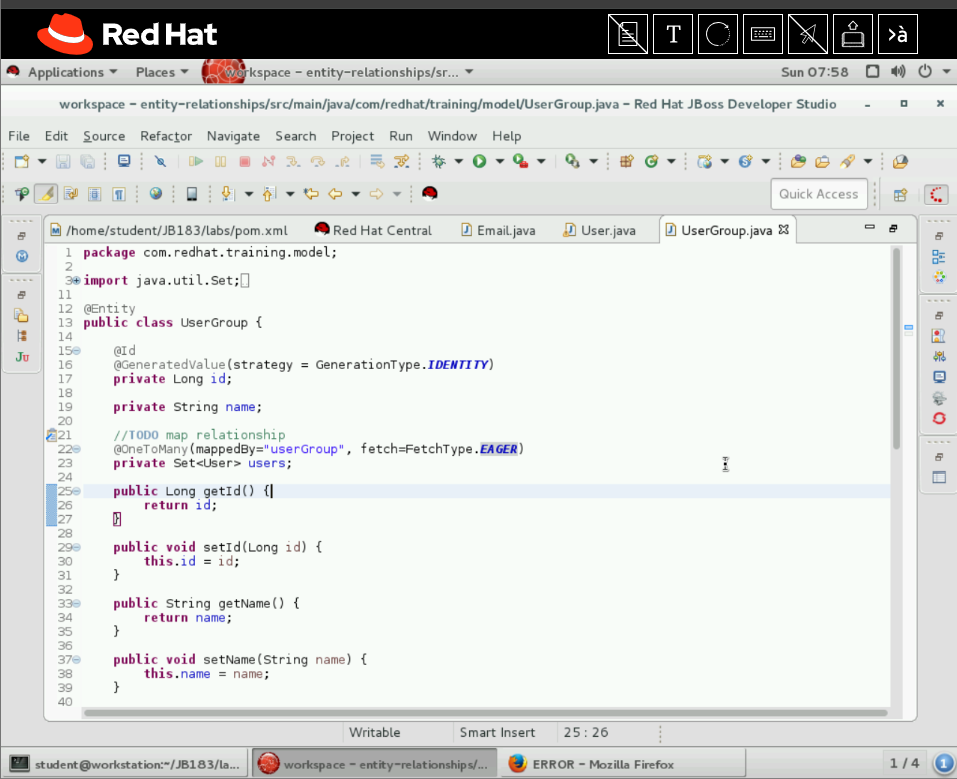 Red Hat
T
›à
Applications Places workspace – entity-relationships/sr... Sun 07:58
workspace – entity-relationships/src/main/java/com/redhat/training/model/UserGroup.java – Red Hat JBoss Developer Studio
File Edit Source Refactor Navigate Search Project Run Window Help
Quick Access
/home/student/JB183/labs/pom.xml Red Hat Central Email.java User.java UserGroup.java
1 package com.redhat.training.model;
2
3 import java.util.Set;
11
12 @Entity
13 public class UserGroup {
14
15 @Id
16 @GeneratedValue(strategy = GenerationType.IDENTITY)
17 private Long id;
18
19 private String name;
20
21 //TODO map relationship
22 @OneToMany(mappedBy="userGroup", fetch=FetchType.EAGER)
23 private Set<User> users;
24
25 public Long getId() {
26 return id;
27 }
28
29 public void setId(Long id) {
30 this.id = id;
31 }
32
33 public String getName() {
34 return name;
35 }
36
37 public void setName(String name) {
38 this.name = name;
39 }
40
Ju
Writable Smart Insert 25 : 26
student@workstation:~/JB183/la... workspace – entity-relationships/... ERROR – Mozilla Firefox 1 / 4 1